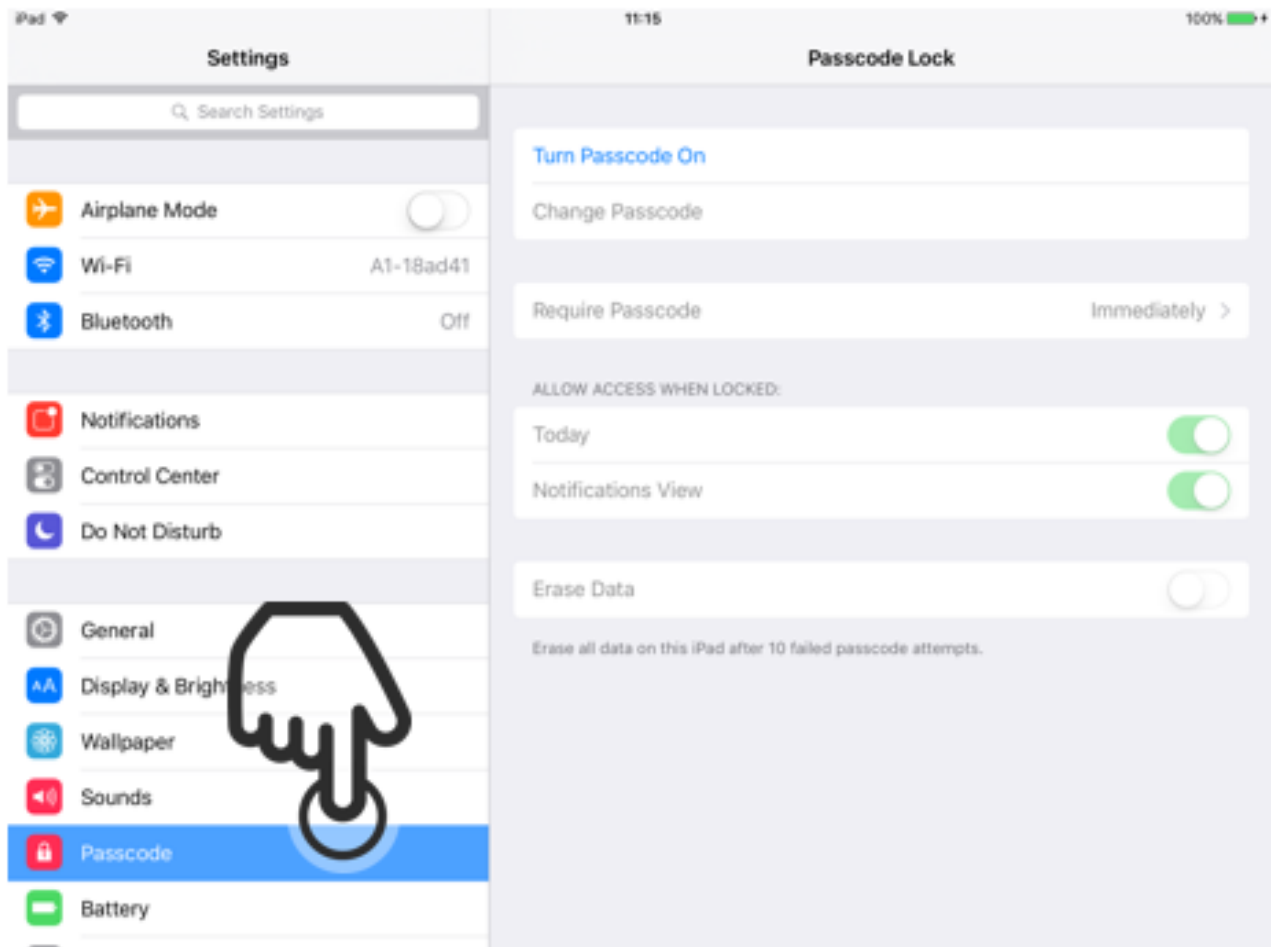 iPad 11:15 100%
Settings
Passcode Lock
Search Settings
Airplane Mode
Wi-Fi A1-18ad41
Bluetooth Off
Notifications
Control Center
Do Not Disturb
General
Display & Brightness
Wallpaper
Sounds
Passcode
Battery
Turn Passcode On
Change Passcode
Require Passcode Immediately
ALLOW ACCESS WHEN LOCKED:
Today
Notifications View
Erase Data
Erase all data on this iPad after 10 failed passcode attempts.